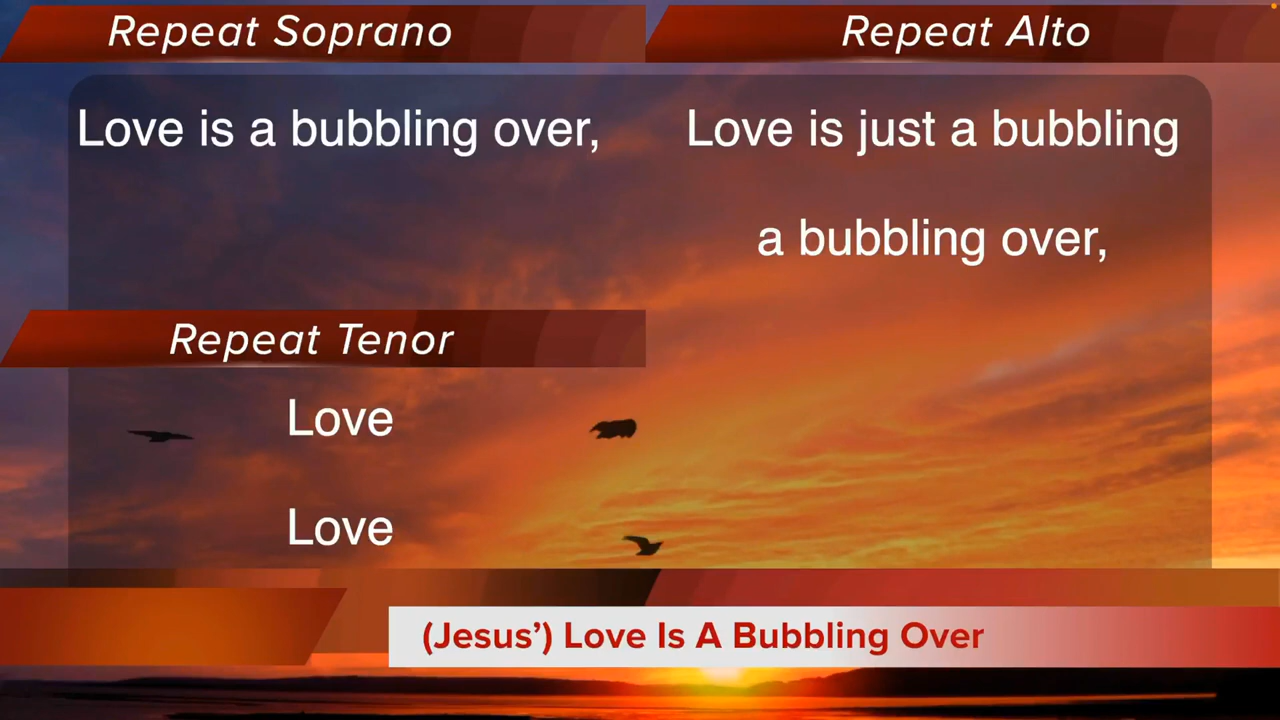 Repeat Soprano
Repeat Alto
Love is a bubbling over,
Love is just a bubbling
a bubbling over,
Repeat Tenor
Love
Love
(Jesus’) Love Is A Bubbling Over